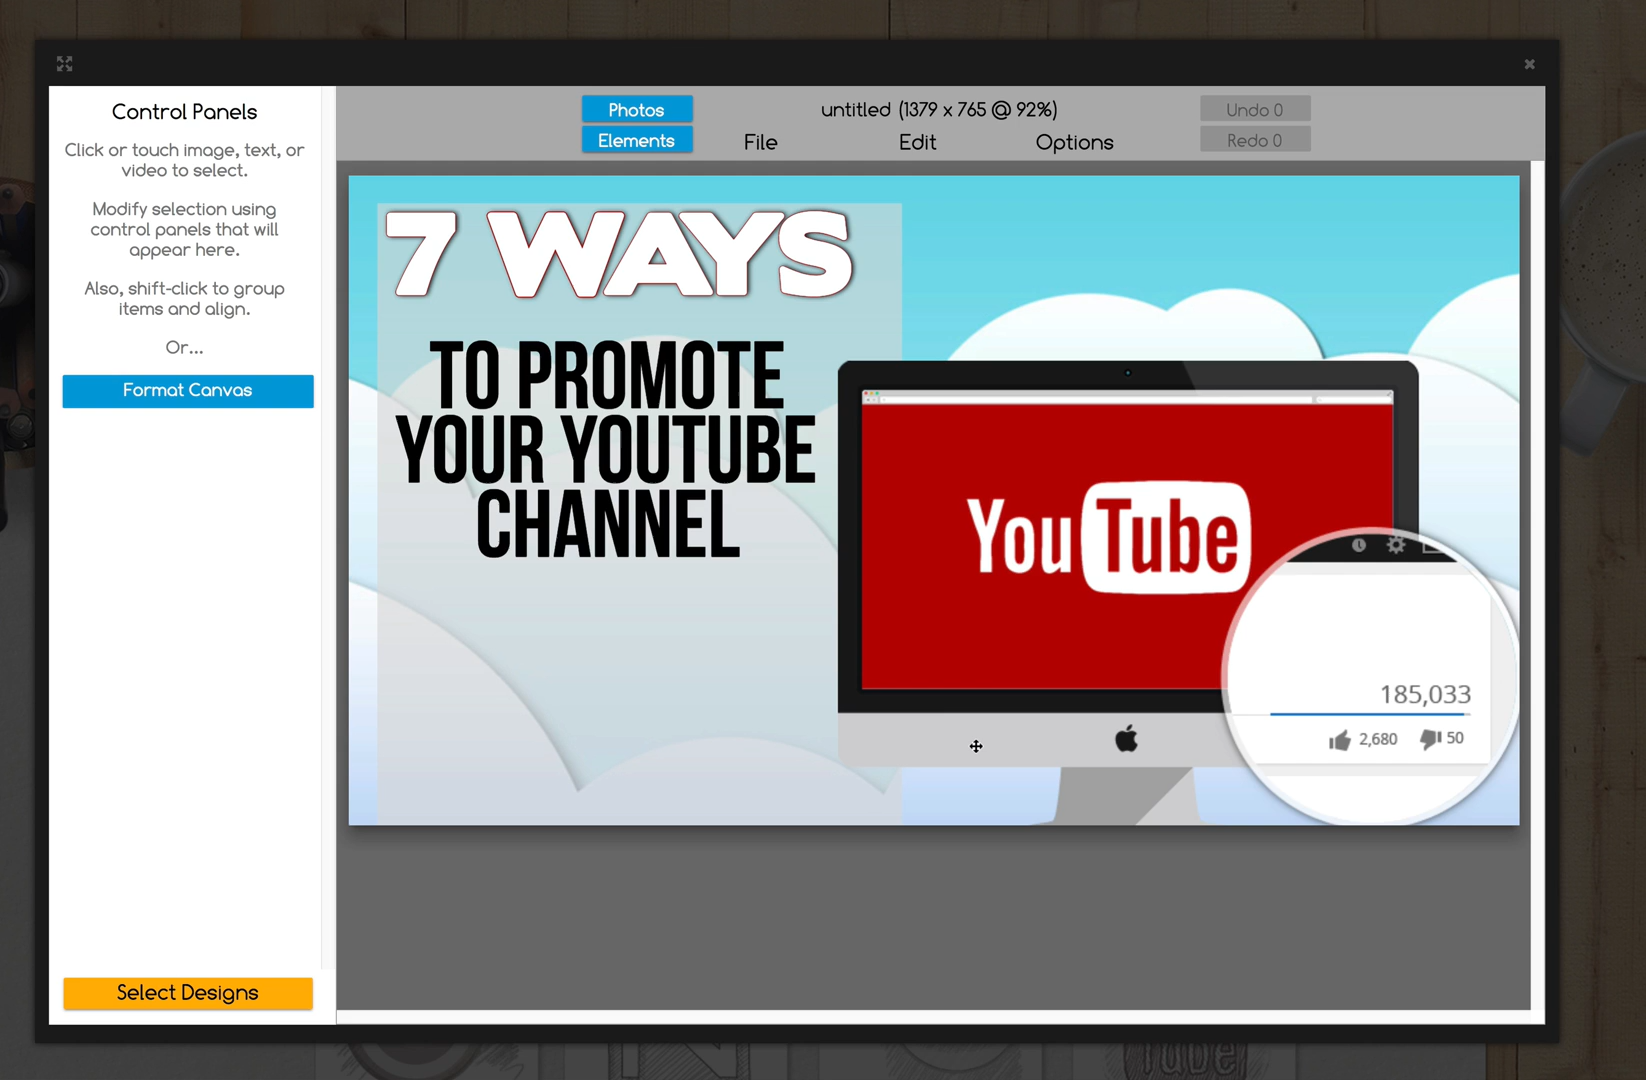 Control Panels
Click or touch image, text, or
video to select.
Modify selection using
control panels that will
appear here.
Also, shift-click to group
items and align.
Or...
Format Canvas
Select Designs
Photos
Elements
untitled (1379 x 765 @ 92%)
File Edit Options
Undo 0
Redo 0
7 WAYS
TO PROMOTE
YOUR YOUTUBE
CHANNEL
YouTube
185,033
2,680 50
Tube